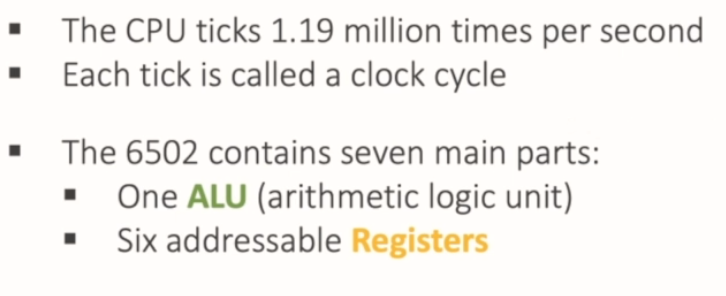 ▪ The CPU ticks 1.19 million times per second
▪ Each tick is called a clock cycle
▪ The 6502 contains seven main parts:
▪ One ALU (arithmetic logic unit)
▪ Six addressable Registers